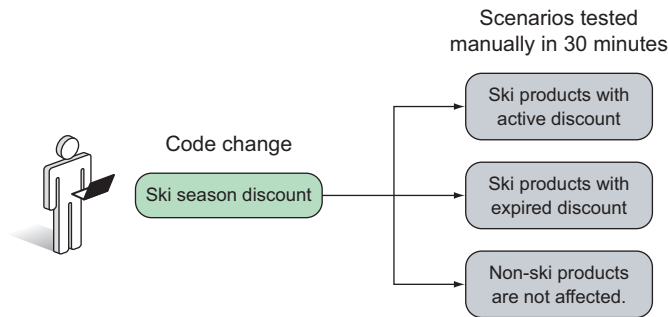 Scenarios tested
manually in 30 minutes
Ski products with
active discount
Code change
Ski season discount
Ski products with
expired discount
Non-ski products
are not affected.